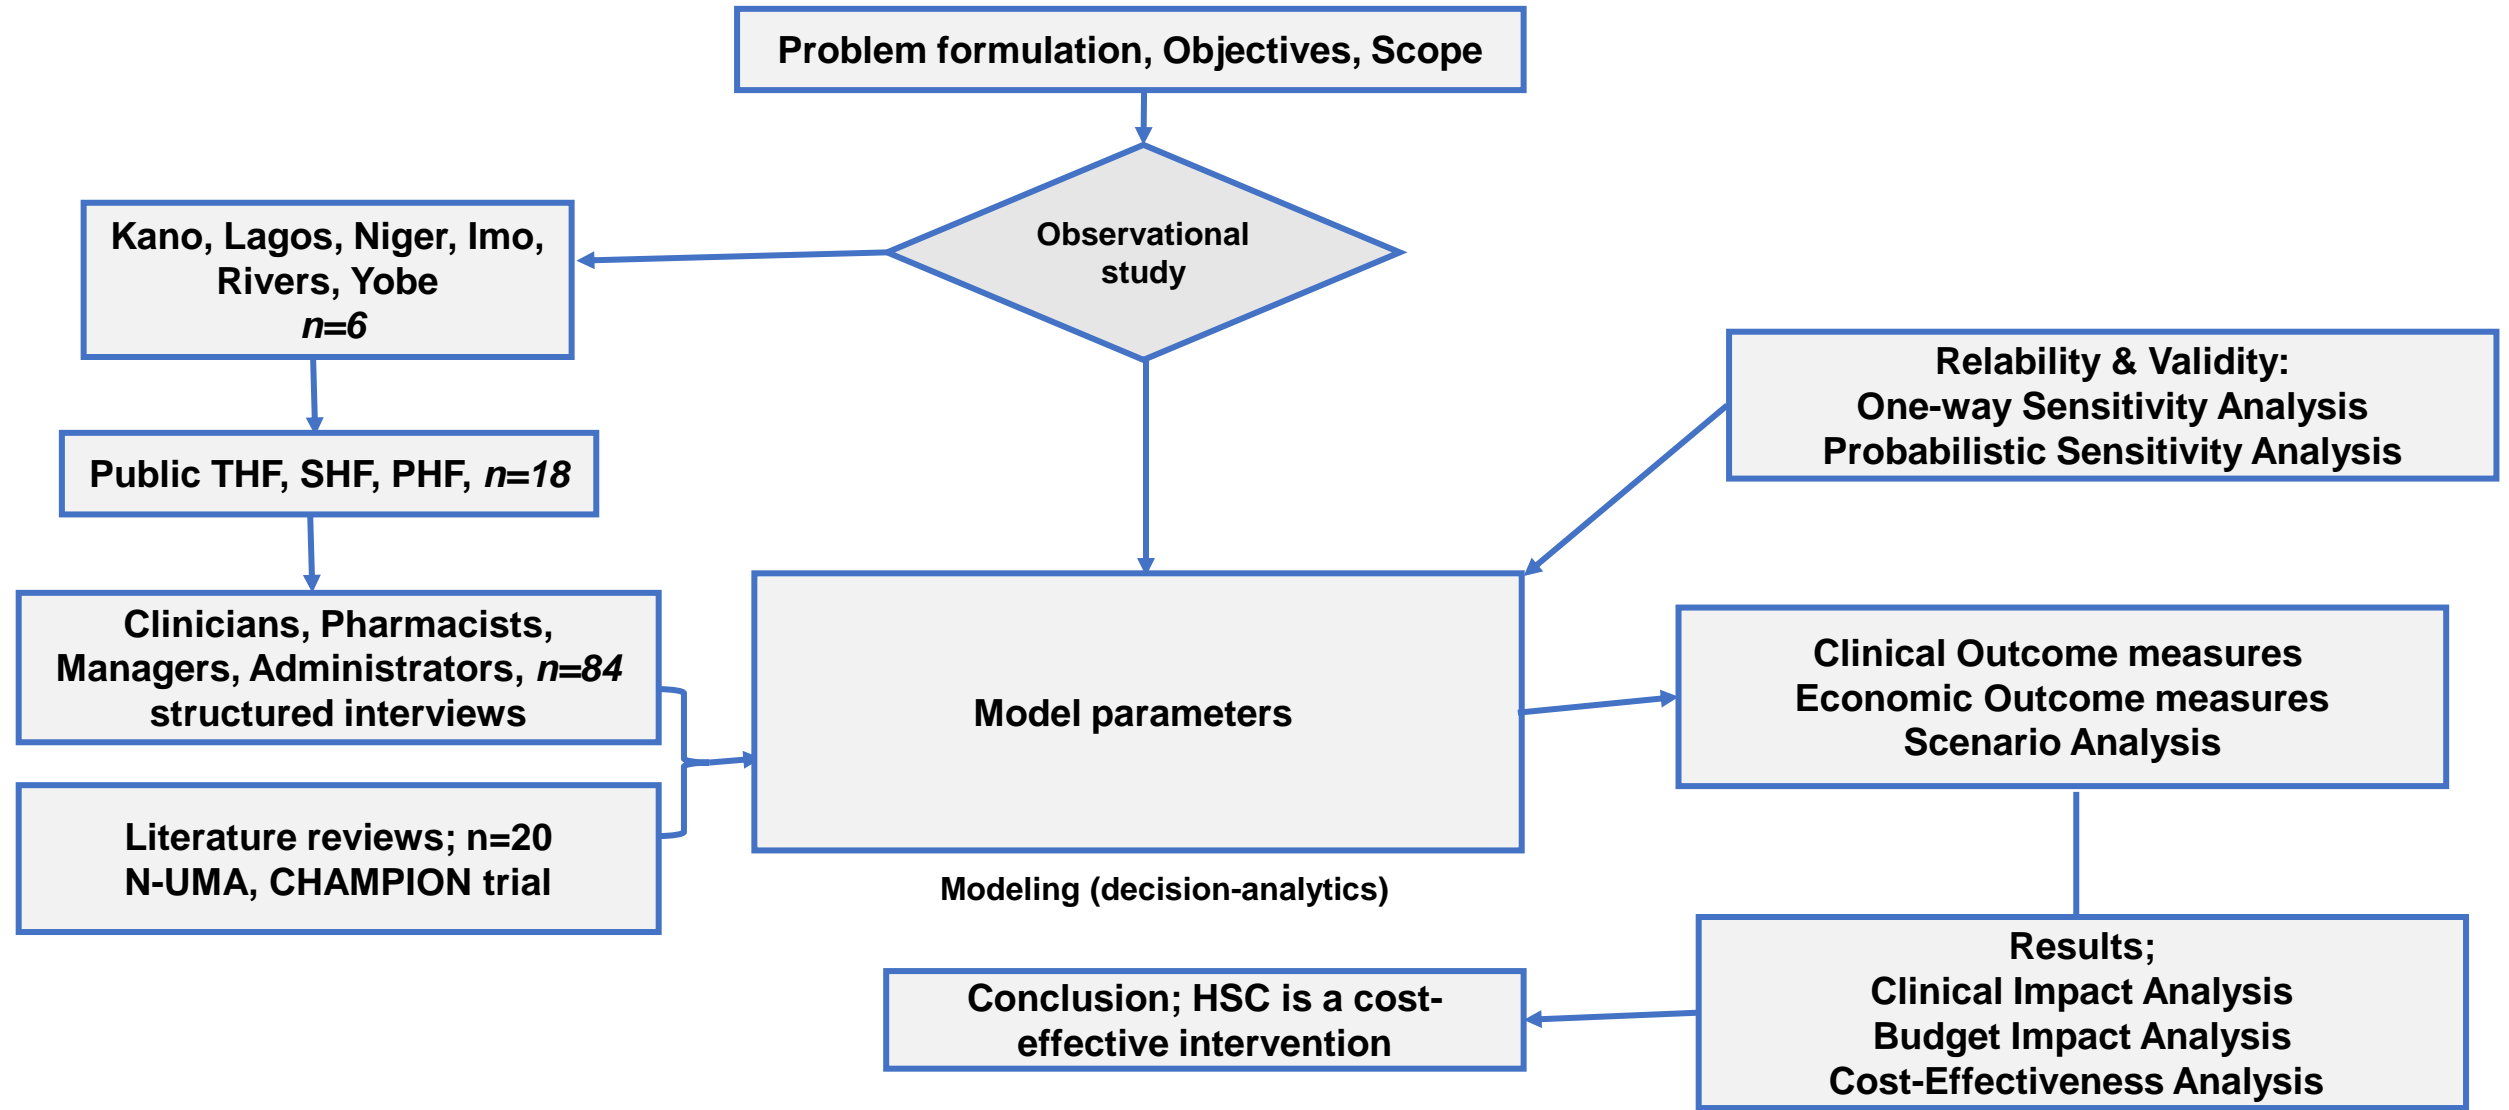 Problem formulation, Objectives, Scope
Observational
study
Kano, Lagos, Niger, Imo,
Rivers, Yobe
n=6
Public THF, SHF, PHF, n=18
Clinicians, Pharmacists,
Managers, Administrators, n=84
structured interviews
Literature reviews; n=20
N-UMA, CHAMPION trial
Model parameters
Modeling (decision-analytics)
Relability & Validity:
One-way Sensitivity Analysis
Probabilistic Sensitivity Analysis
Clinical Outcome measures
Economic Outcome measures
Scenario Analysis
Results;
Clinical Impact Analysis
Budget Impact Analysis
Cost-Effectiveness Analysis
Conclusion; HSC is a cost-
effective intervention